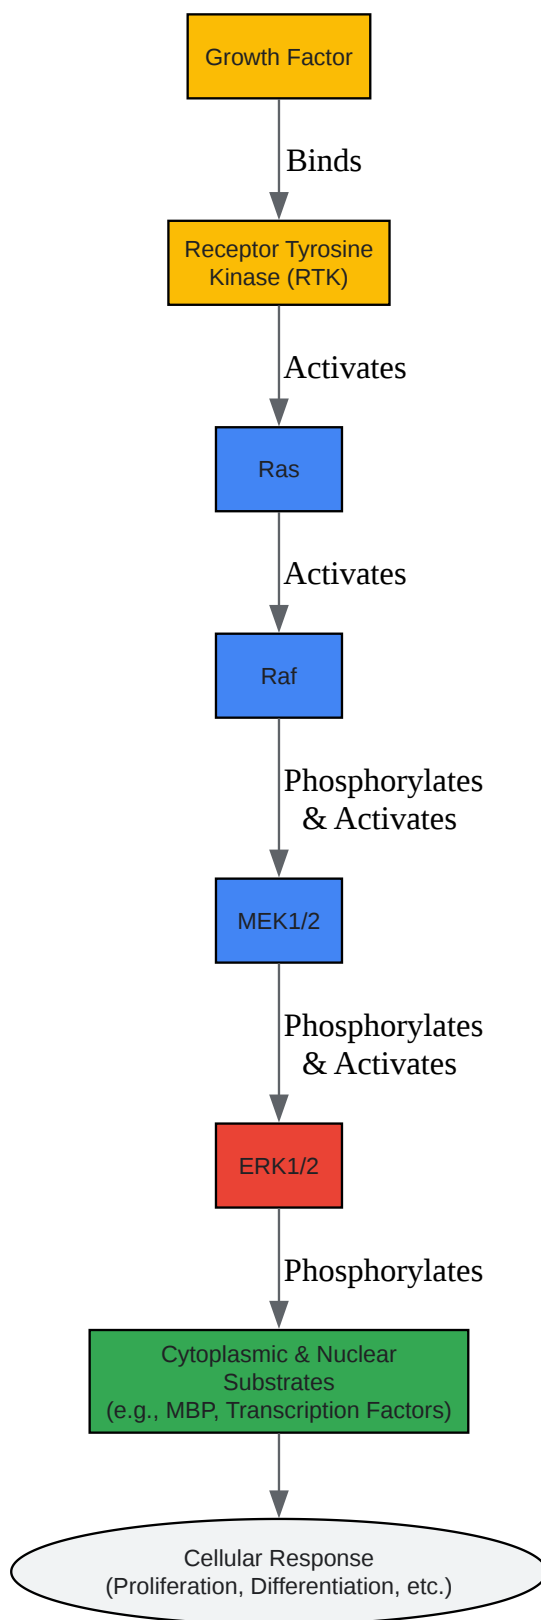 Growth Factor
Binds
Receptor Tyrosine
Kinase (RTK)
Activates
Ras
Activates
Raf
Phosphorylates
& Activates
MEK1/2
Phosphorylates
& Activates
ERK1/2
Phosphorylates
Cytoplasmic & Nuclear
Substrates
(e.g., MBP, Transcription Factors)
Cellular Response
(Proliferation, Differentiation, etc.)